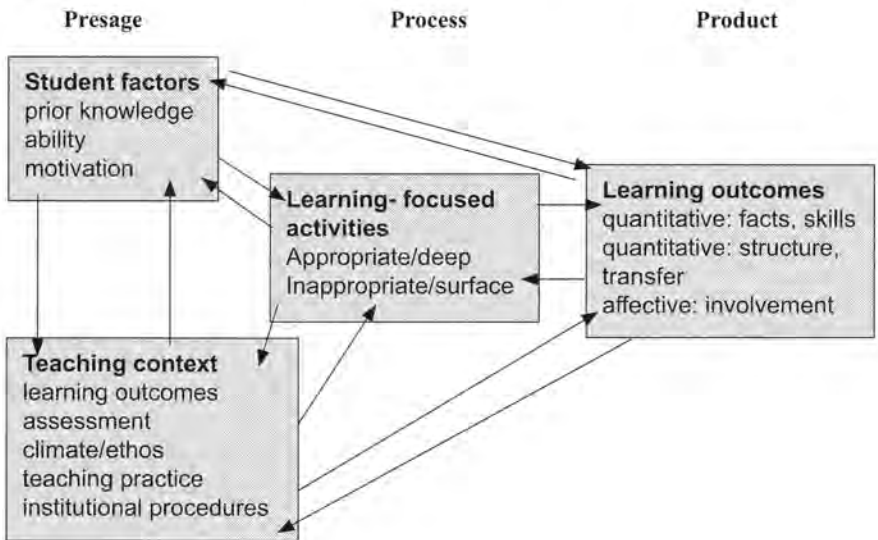 Presage Process Product
Student factors
prior knowledge
ability
motivation
Learning- focused
activities
Appropriate/deep
Inappropriate/surface
Learning outcomes
quantitative: facts, skills
quantitative: structure,
transfer
affective: involvement
Teaching context
learning outcomes
assessment
climate/ethos
teaching practice
institutional procedures